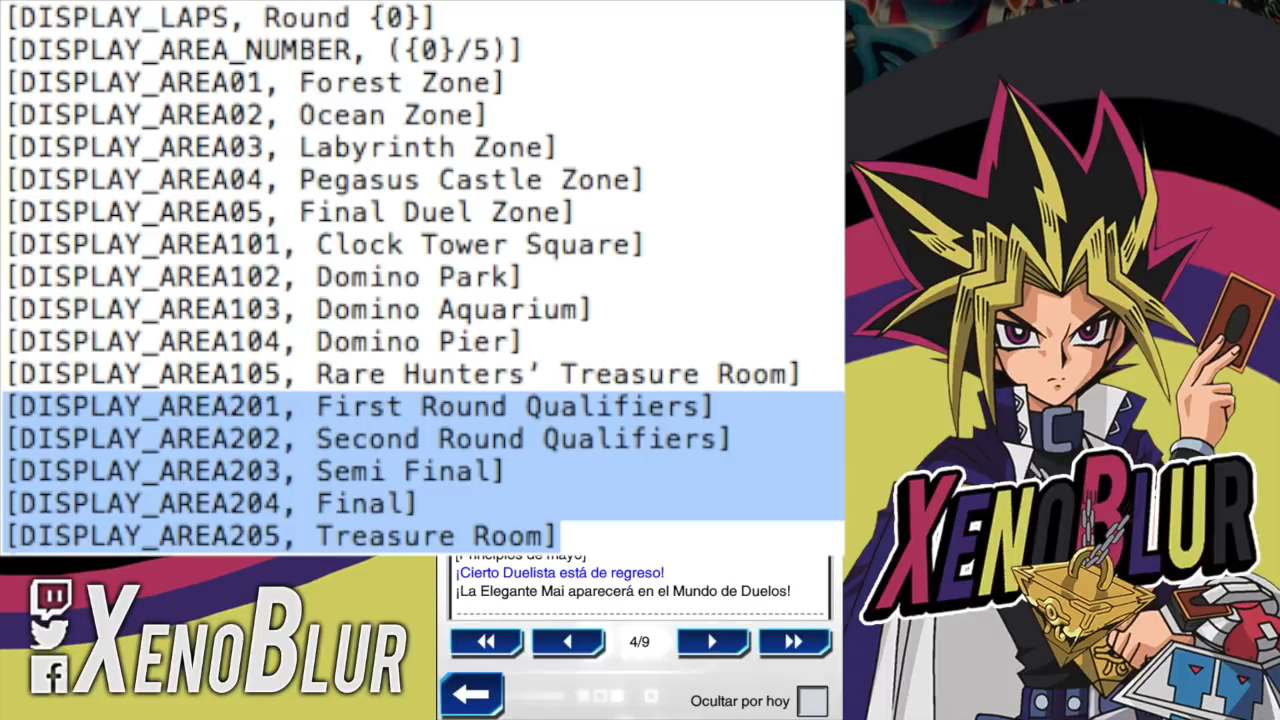 [DISPLAY_LAPS, Round {0}]
[DISPLAY_AREA_NUMBER, ({0}/5)]
[DISPLAY_AREA01, Forest Zone]
[DISPLAY_AREA02, Ocean Zone]
[DISPLAY_AREA03, Labyrinth Zone]
[DISPLAY_AREA04, Pegasus Castle Zone]
[DISPLAY_AREA05, Final Duel Zone]
[DISPLAY_AREA101, Clock Tower Square]
[DISPLAY_AREA102, Domino Park]
[DISPLAY_AREA103, Domino Aquarium]
[DISPLAY_AREA104, Domino Pier]
[DISPLAY_AREA105, Rare Hunters’ Treasure Room]
[DISPLAY_AREA201, First Round Qualifiers]
[DISPLAY_AREA202, Second Round Qualifiers]
[DISPLAY_AREA203, Semi Final]
[DISPLAY_AREA204, Final]
[DISPLAY_AREA205, Treasure Room]
[Principios de mayo]
¡Cierto Duelista está de regreso!
¡La Elegante Mai aparecerá en el Mundo de Duelos!
4/9
Ocultar por hoy
XENOBLUR
XENOBLUR